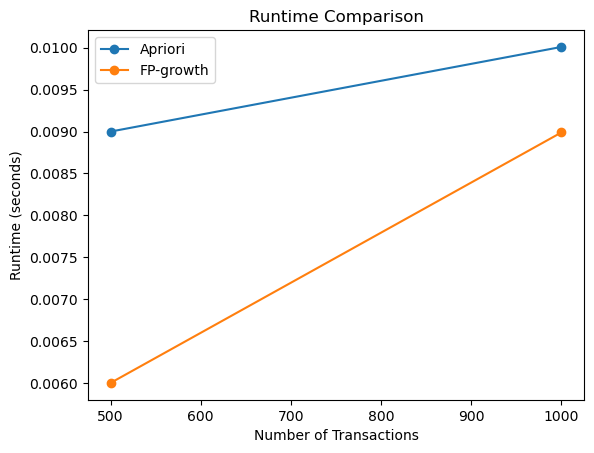 Runtime Comparison
Apriori
FP-growth
Runtime (seconds)
0.0100
0.0095
0.0090
0.0085
0.0080
0.0075
0.0070
0.0065
0.0060
500 600 700 800 900 1000
Number of Transactions